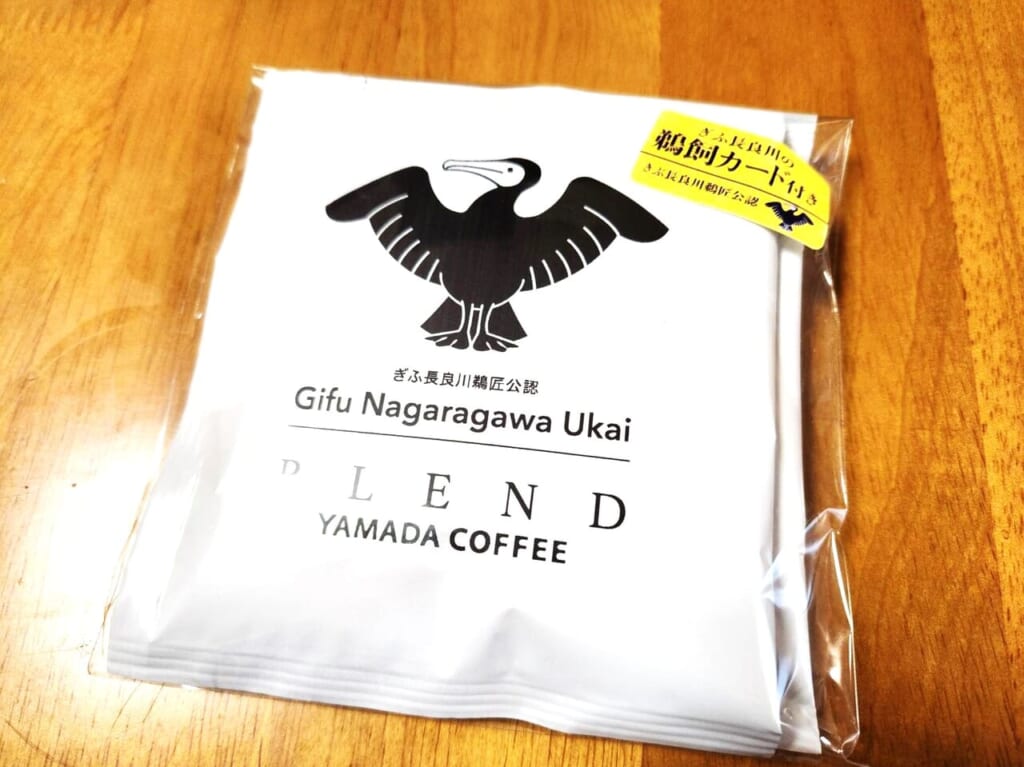 ぎふ長良川の
鵜飼カード付き
ぎふ長良川鵜匠公認
ぎふ長良川鵜匠公認
Gifu Nagaragawa Ukai
BLEND
YAMADA COFFEE